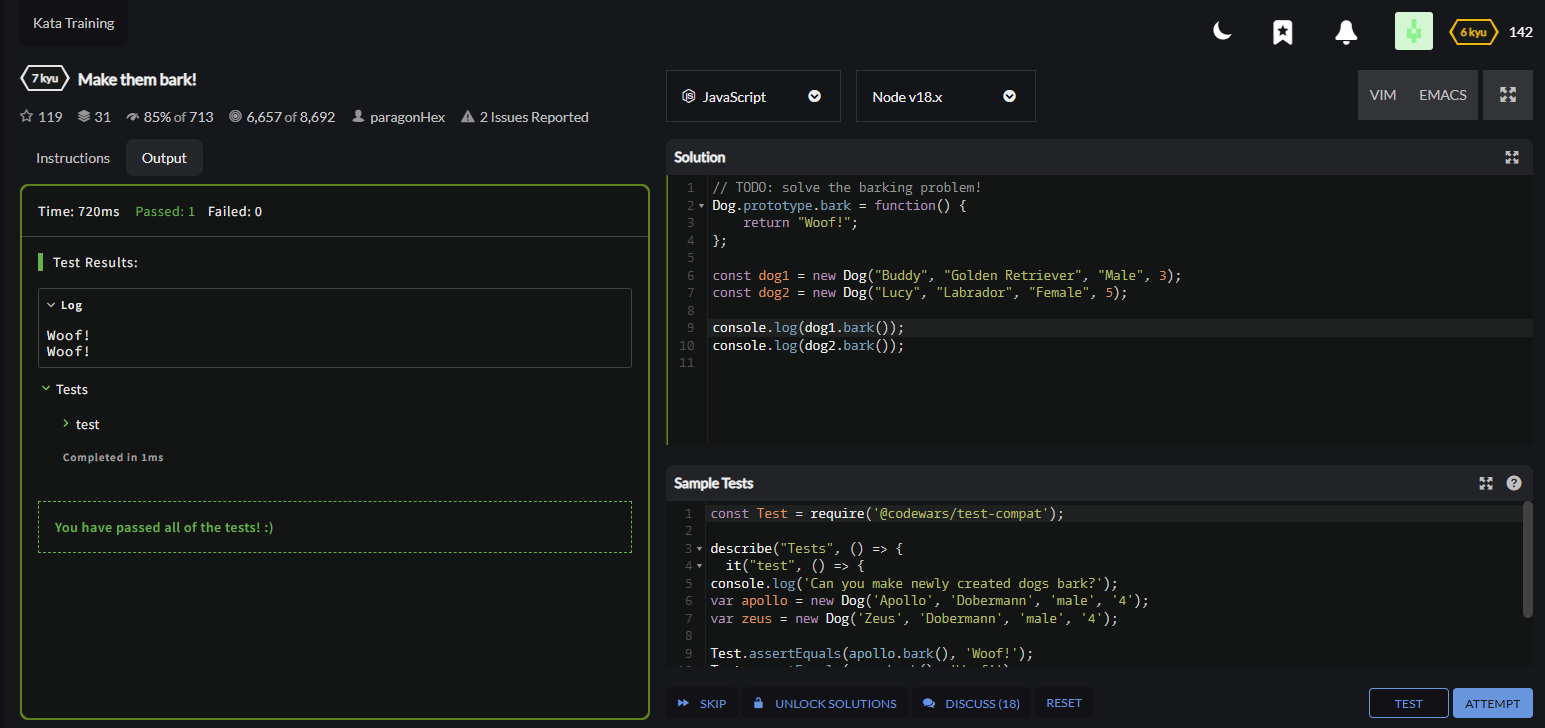 Kata Training
6 kyu 142
7 kyu Make them bark!
119 31 85% of 713 6,657 of 8,692 paragonHex 2 Issues Reported
Instructions Output
Time: 720ms Passed: 1 Failed: 0
Test Results:
Log
Woof!
Woof!
Tests
test
Completed in 1ms
You have passed all of the tests! :)
JavaScript Node v18.x VIM EMACS
Solution
1 // TODO: solve the barking problem!
2 Dog.prototype.bark = function() {
3 return "Woof!";
4 };
5
6 const dog1 = new Dog("Buddy", "Golden Retriever", "Male", 3);
7 const dog2 = new Dog("Lucy", "Labrador", "Female", 5);
8
9 console.log(dog1.bark());
10 console.log(dog2.bark());
11
Sample Tests
1 const Test = require('@codewars/test-compat');
2
3 describe("Tests", () => {
4 it("test", () => {
5 console.log('Can you make newly created dogs bark?');
6 var apollo = new Dog('Apollo', 'Dobermann', 'male', '4');
7 var zeus = new Dog('Zeus', 'Dobermann', 'male', '4');
8
9 Test.assertEquals(apollo.bark(), 'Woof!');
SKIP UNLOCK SOLUTIONS DISCUSS (18) RESET TEST ATTEMPT